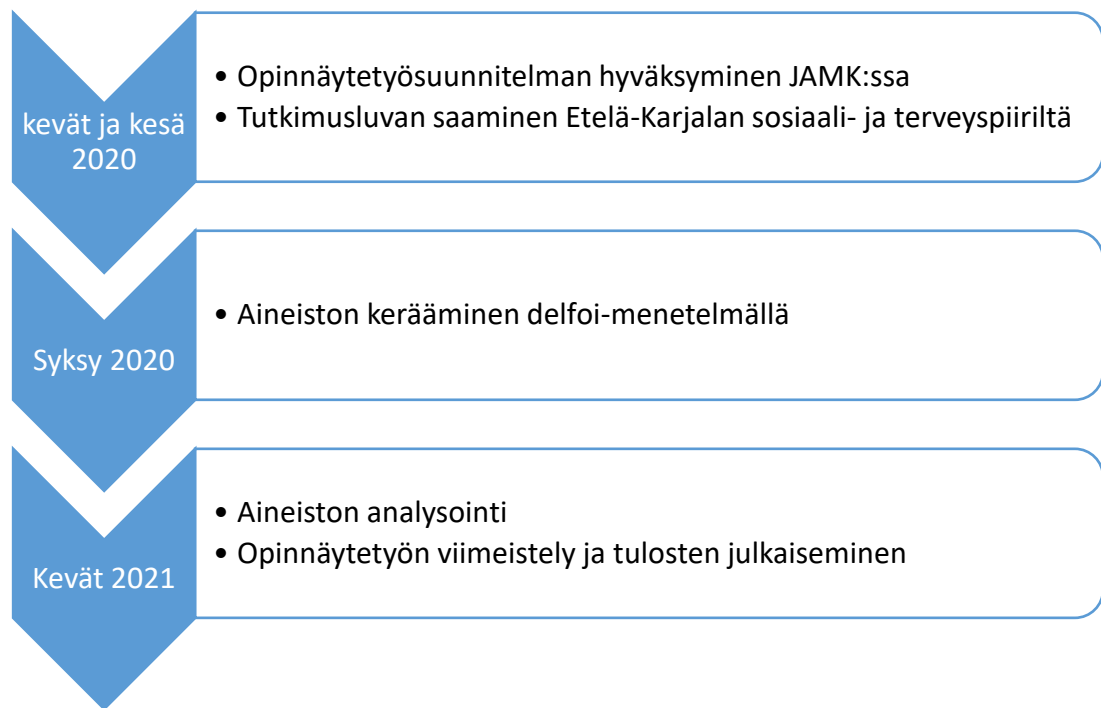 kevät ja kesä
2020
• Opinnäytetyösuunnitelman hyväksyminen JAMK:ssa
• Tutkimusluvan saaminen Etelä-Karjalan sosiaali- ja terveyspiiriltä
Syksy 2020
• Aineiston kerääminen delfoi-menetelmällä
Kevät 2021
• Aineiston analysointi
• Opinnäytetyön viimeistely ja tulosten julkaiseminen